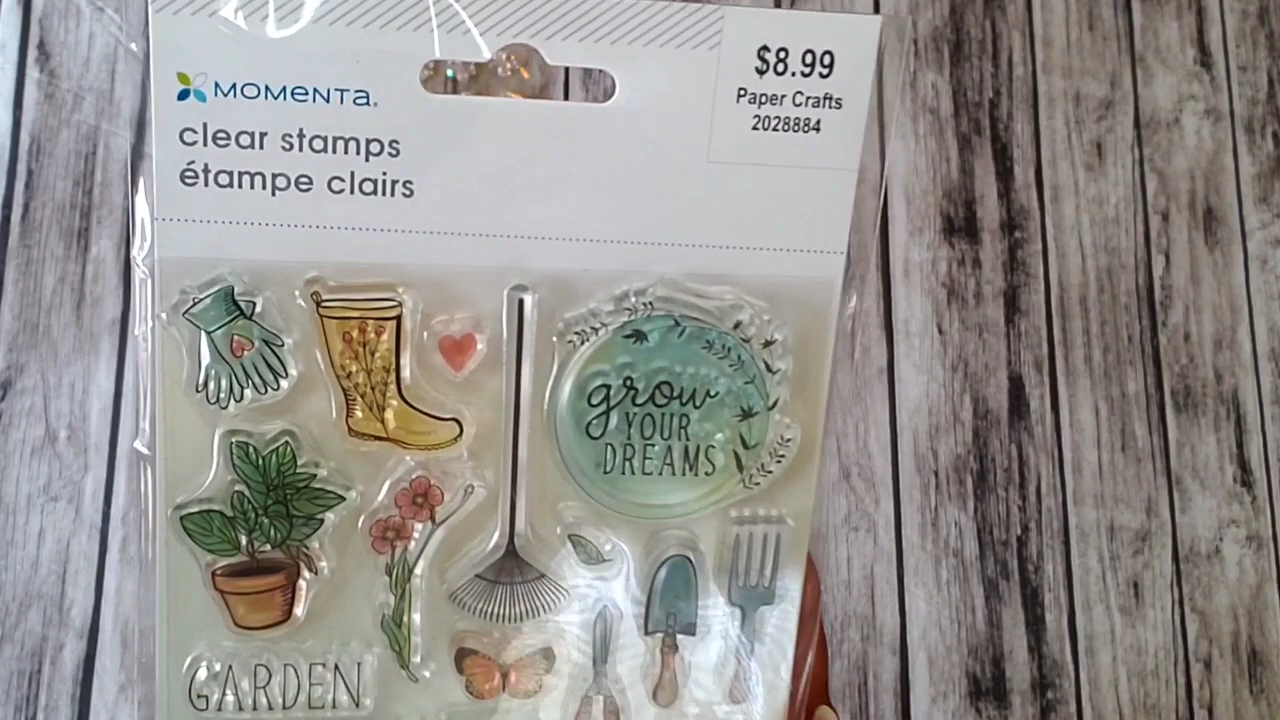 MOMENTA
clear stamps
étampe clairs
$8.99
Paper Crafts
2028884
grow
YOUR
DREAMS
GARDEN